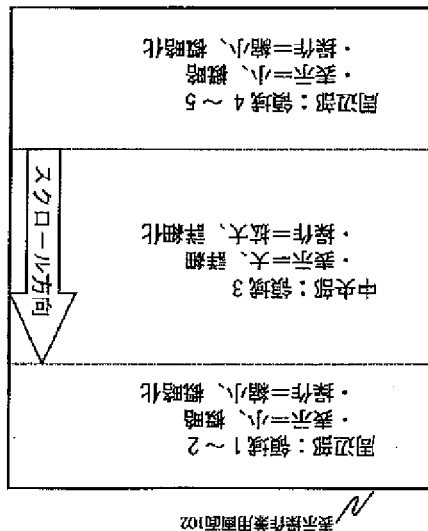 表示操作兼用画面102
周辺部：領域1～2
・表示＝小、概略
・操作＝縮小、概略化
中央部：領域3
・表示＝大、詳細
・操作＝拡大、詳細化
スクロール方向
周辺部：領域4～5
・表示＝小、概略
・操作＝縮小、概略化